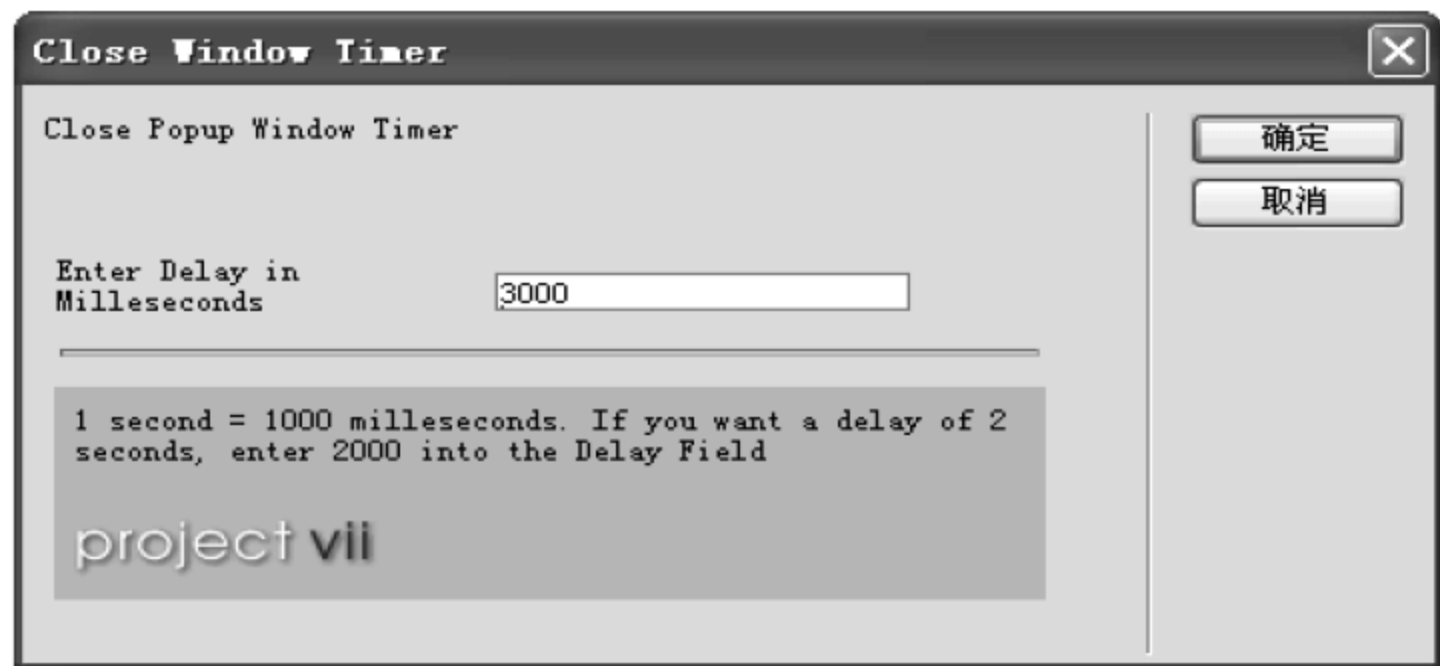 Close Window Timer
Close Popup Window Timer
确定
取消
Enter Delay in
Milleseconds
3000
1 second = 1000 milleseconds. If you want a delay of 2
seconds, enter 2000 into the Delay Field
project vii